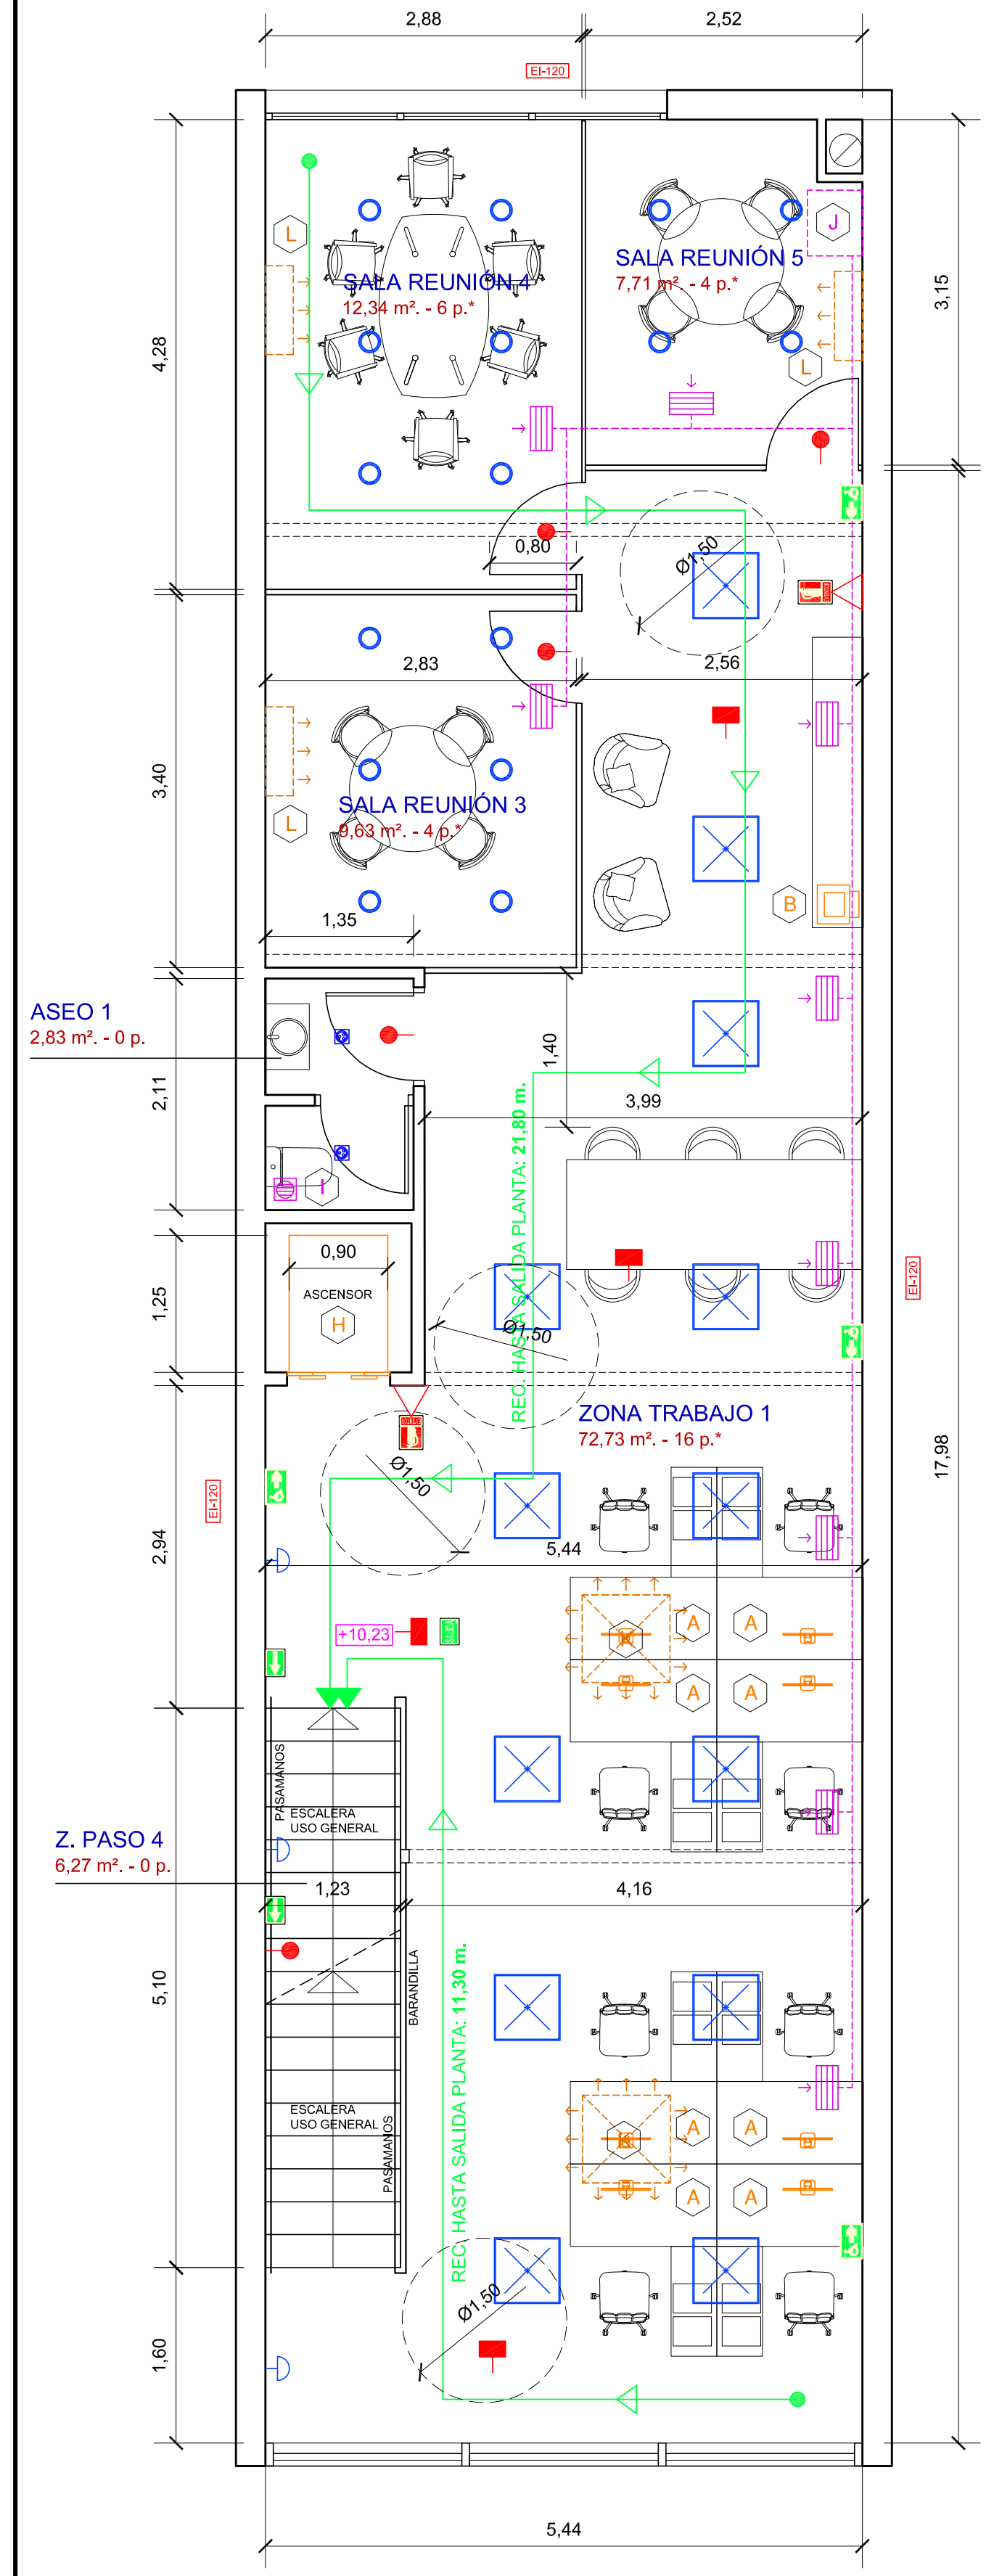 2,88
2,52
EI-120
L
J
SALA REUNIÓN 4
12,34 m². - 6 p.*
SALA REUNIÓN 5
7,71 m². - 4 p.*
3,15
4,28
L
0,80
Ø1,50
2,83
2,56
3,40
SALA REUNIÓN 3
9,63 m². - 4 p.*
L
B
1,35
ASEO 1
2,83 m². - 0 p.
2,11
1,40
3,99
I
REC. HASTA SALIDA PLANTA: 21,80 m.
1,25
0,90
ASCENSOR
H
EI-120
Ø1,50
ZONA TRABAJO 1
72,73 m². - 16 p.*
17,98
Ø1,50
EI-120
2,94
5,44
+10,23
SALIDA
K
A
A
A
A
PASAMANOS
ESCALERA
USO GENERAL
Z. PASO 4
6,27 m². - 0 p.
1,23
4,16
5,10
BARANDILLA
REC. HASTA SALIDA PLANTA: 11,30 m.
ESCALERA
USO GENERAL
PASAMANOS
K
A
A
A
A
Ø1,50
1,60
5,44